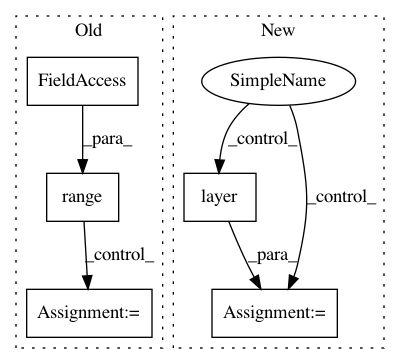 Old
New
FieldAccess
SimpleName
_para_
_control_
range
layer
_control_
_control_
_para_
Assignment:=
Assignment:=